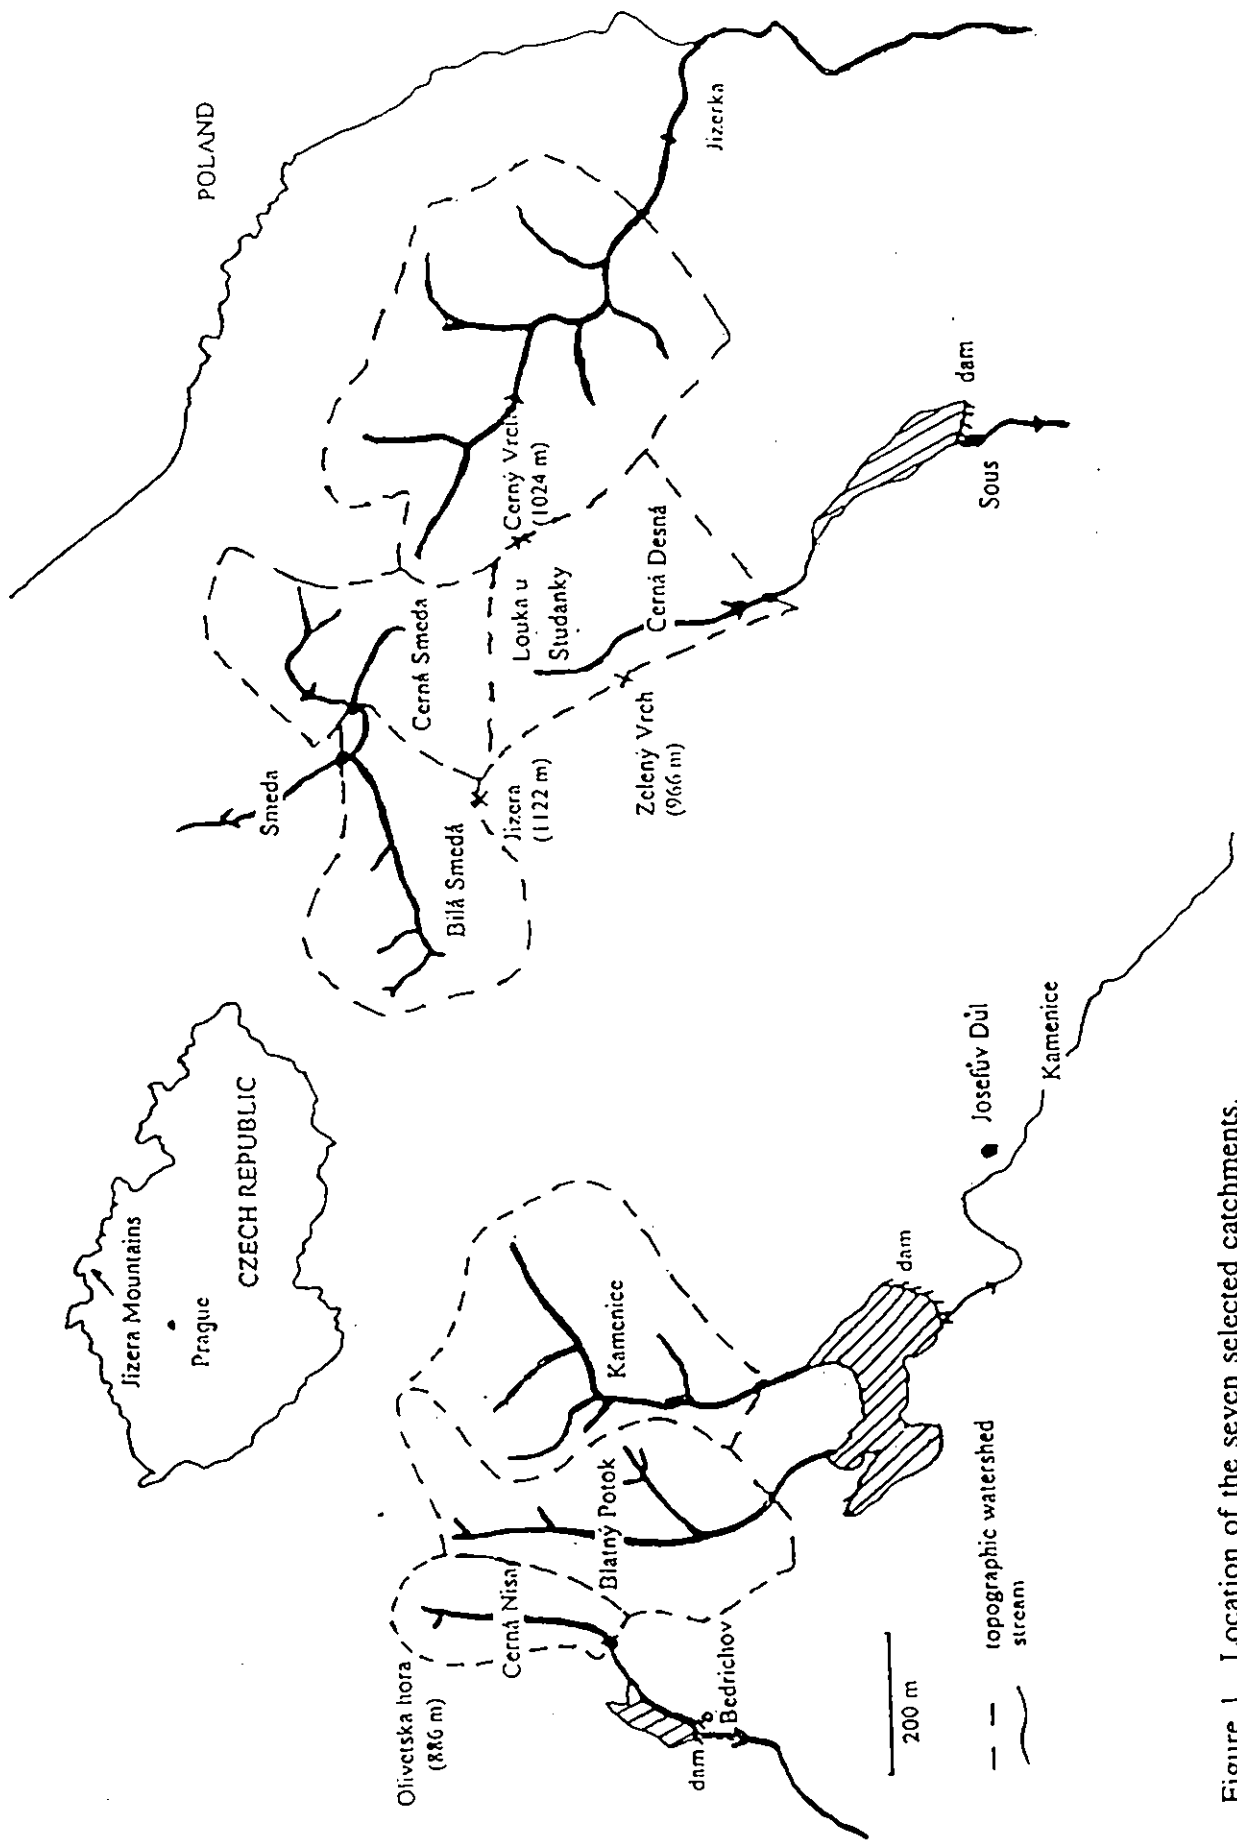 POLAND
Jizera Mountains
Prague
CZECH REPUBLIC
Smeda
Bílá Smedá
Cerná Smeda
Jizera
(1122 m)
Cerný Vrch
(1024 m)
Louka u
Studanky
Cerná Desná
Zelený Vrch
(966 m)
Jizerka
dam
Sous
Olivetska hora
(886 m)
Cerná Nisa
Blatný Potok
Kamenice
Bedrichov
dam
dam
Josefův Důl
Kamenice
200 m
topographic watershed
stream
Figure 1 Location of the seven selected catchments.